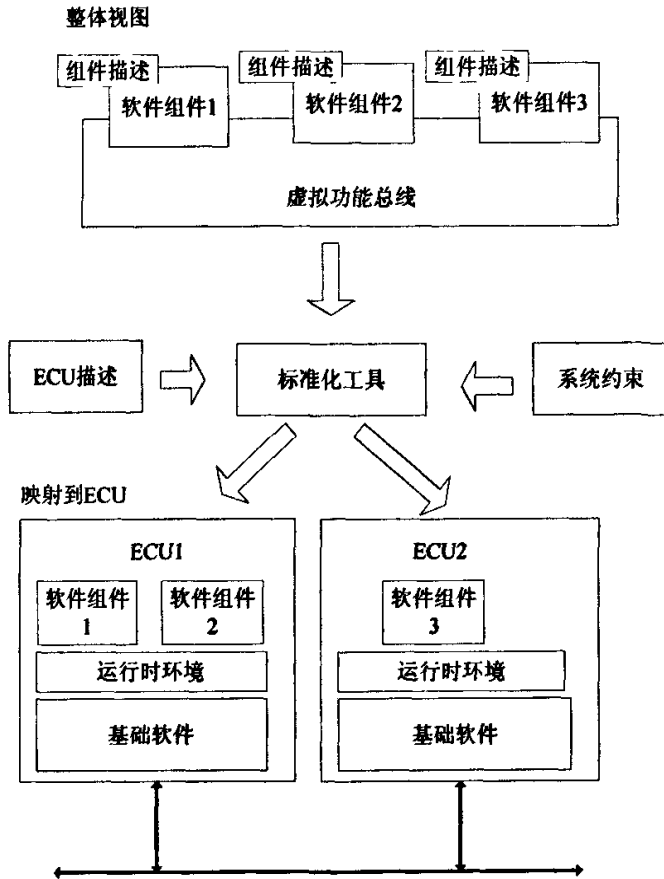 整体视图
组件描述
组件描述
组件描述
软件组件1
软件组件2
软件组件3
虚拟功能总线
ECU描述
标准化工具
系统约束
映射到ECU
ECU1
ECU2
软件组件
1
软件组件
2
软件组件
3
运行时环境
运行时环境
基础软件
基础软件